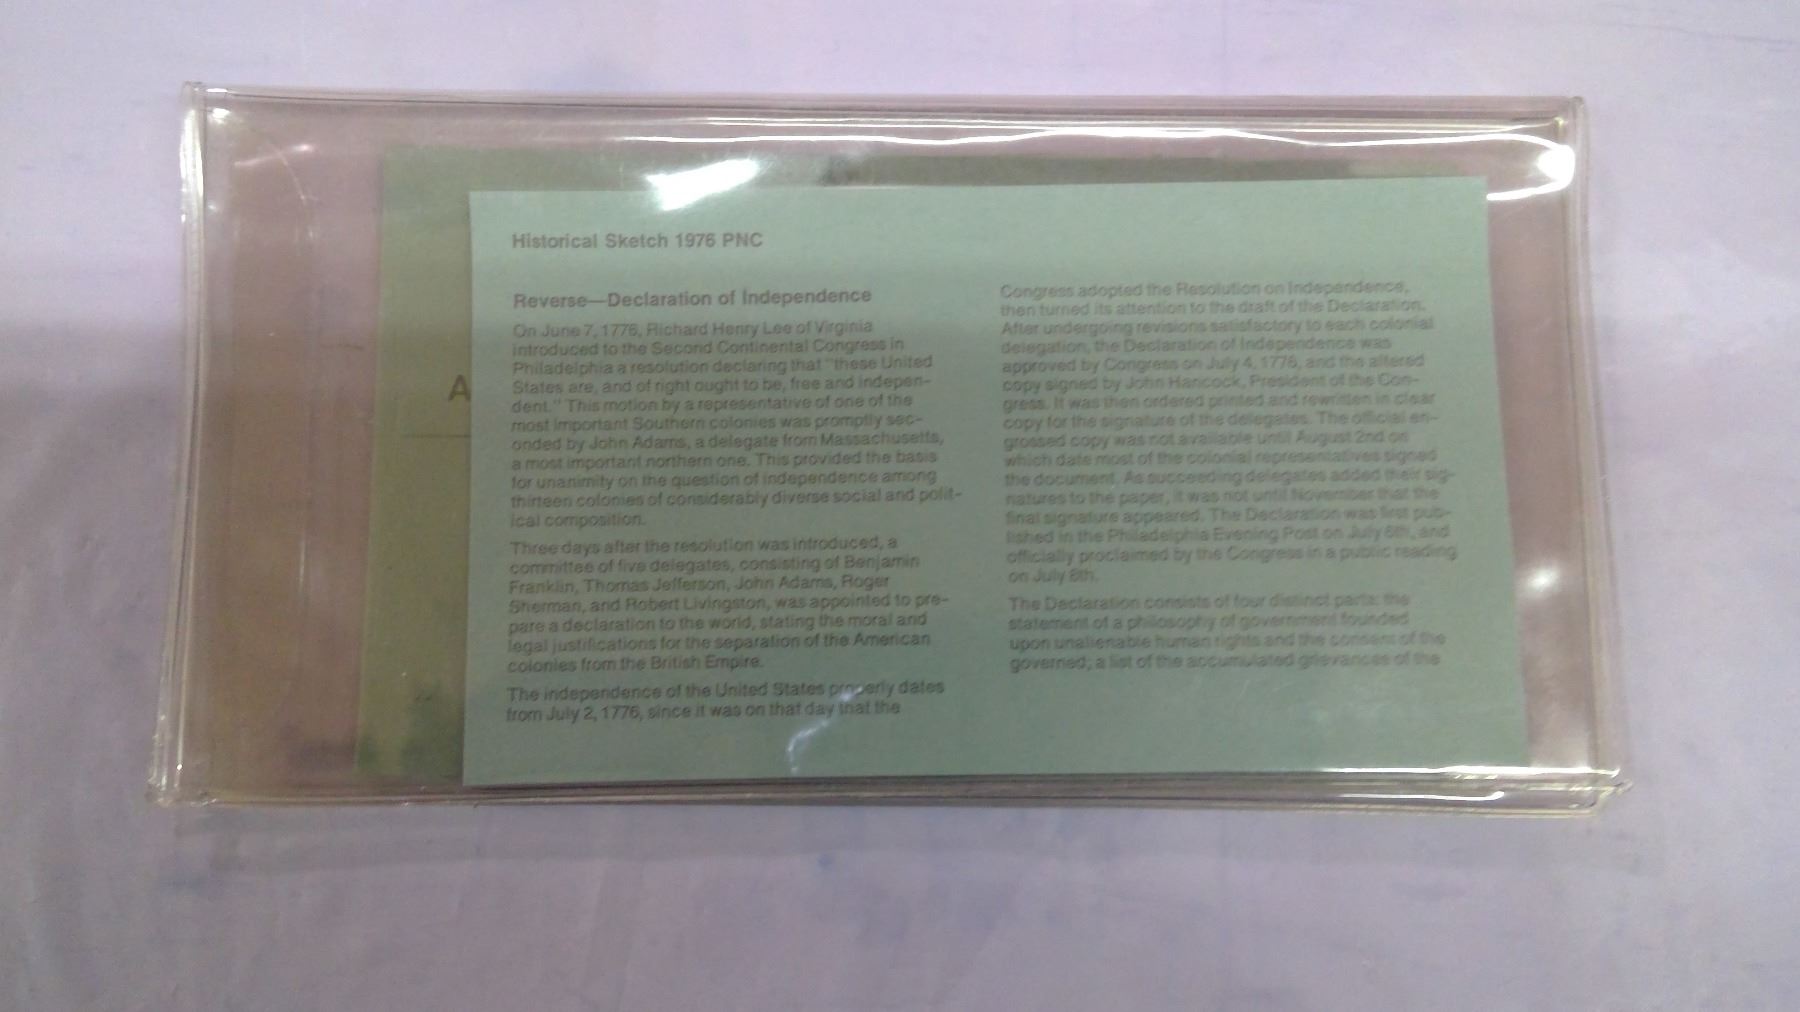 Historical Sketch 1976 PNC
Reverse—Declaration of Independence
On June 7, 1776, Richard Henry Lee of Virginia
introduced to the Second Continental Congress in
Philadelphia a resolution declaring that "these United
States are, and of right ought to be, free and indepen-
dent." This motion by a representative of one of the
most important Southern colonies was promptly sec-
onded by John Adams, a delegate from Massachusetts,
a most important northern one. This provided the basis
for unanimity on the question of independence among
thirteen colonies of considerably diverse social and polit-
ical composition.
Three days after the resolution was introduced, a
committee of five delegates, consisting of Benjamin
Franklin, Thomas Jefferson, John Adams, Roger
Sherman, and Robert Livingston, was appointed to pre-
pare a declaration to the world, stating the moral and
legal justifications for the separation of the American
colonies from the British Empire.
The independence of the United States properly dates
from July 2, 1776, since it was on that day that the
Congress adopted the Resolution on Independence,
then turned its attention to the draft of the Declaration.
After undergoing revisions satisfactory to each colonial
delegation, the Declaration of Independence was
approved by Congress on July 4, 1776, and the altered
copy signed by John Hancock, President of the Con-
gress. It was then ordered printed and rewritten in clear
copy for the signature of the delegates. The official en-
grossed copy was not available until August 2nd on
which date most of the colonial representatives signed
the document. As succeeding delegates added their sig-
natures to the paper, it was not until November that the
final signature appeared. The Declaration was first pub-
lished in the Philadelphia Evening Post on July 6th, and
officially proclaimed by the Congress in a public reading
on July 8th.
The Declaration consists of four distinct parts: the
statement of a philosophy of government founded
upon unalienable human rights and the consent of the
governed; a list of the accumulated grievances of the
A